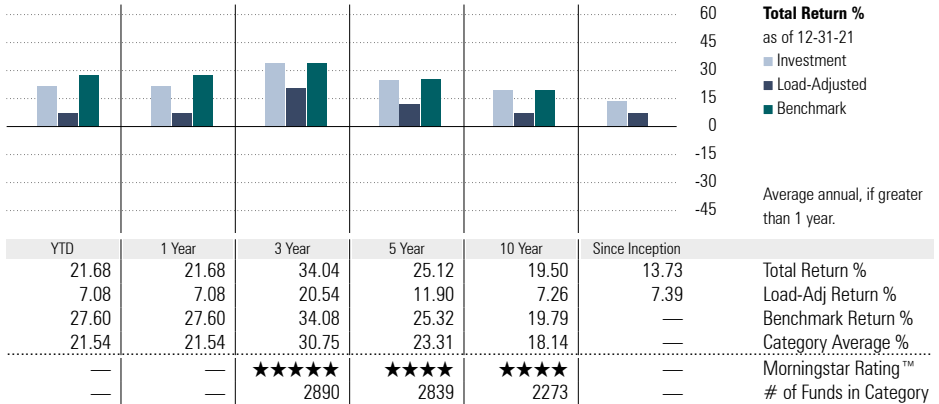 60 Total Return %
45 as of 12-31-21
Investment
30 Load-Adjusted
15 Benchmark
0
-15
-30
-45 Average annual, if greater
than 1 year.
YTD 1 Year 3 Year 5 Year 10 Year Since Inception
21.68 21.68 34.04 25.12 19.50 13.73 Total Return %
7.08 7.08 20.54 11.90 7.26 7.39 Load-Adj Return %
27.60 27.60 34.08 25.32 19.79 — Benchmark Return %
21.54 21.54 30.75 23.31 18.14 — Category Average %
— — ★★★★★ ★★★★ ★★★★ — Morningstar Rating™
— — 2890 2839 2273 — # of Funds in Category